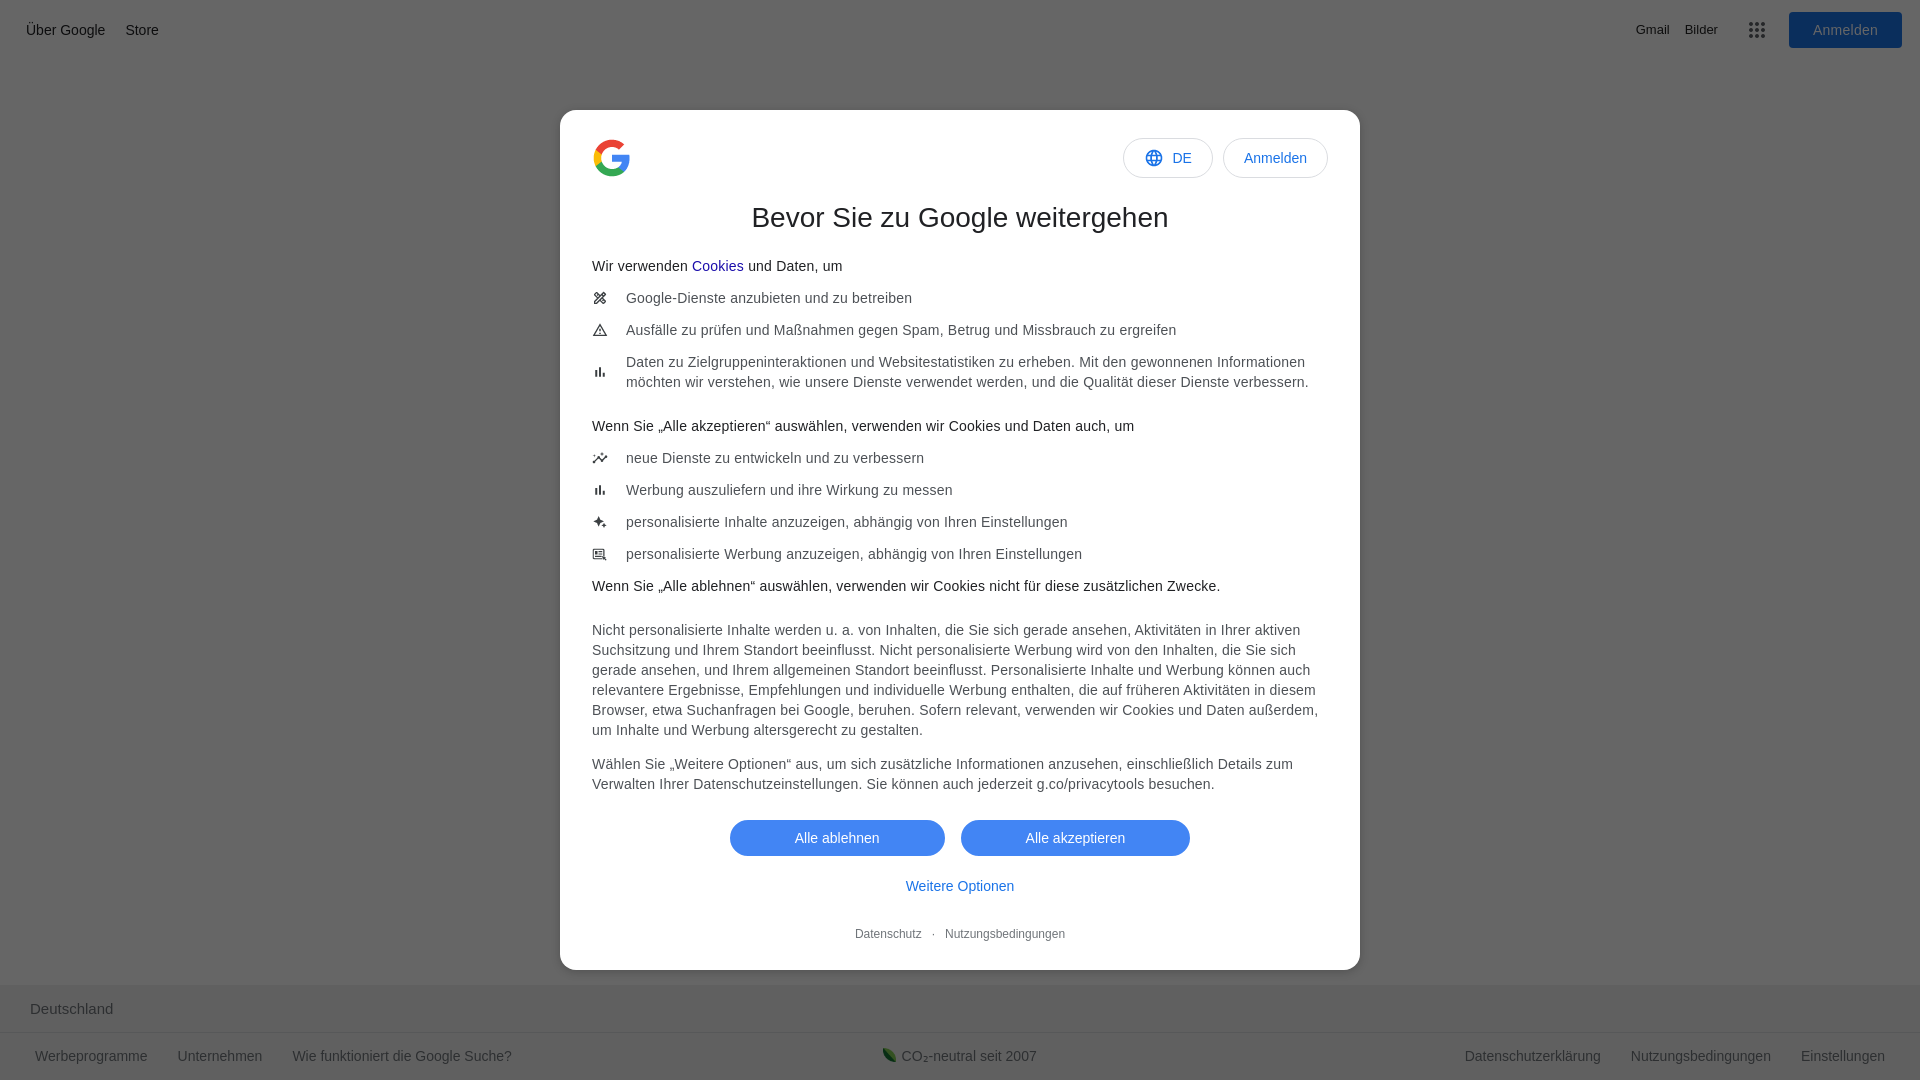 Über Google Store Gmail Bilder Anmelden
DE Anmelden
Bevor Sie zu Google weitergehen
Wir verwenden Cookies und Daten, um
Google-Dienste anzubieten und zu betreiben
Ausfälle zu prüfen und Maßnahmen gegen Spam, Betrug und Missbrauch zu ergreifen
Daten zu Zielgruppeninteraktionen und Websitestatistiken zu erheben. Mit den gewonnenen Informationen
möchten wir verstehen, wie unsere Dienste verwendet werden, und die Qualität dieser Dienste verbessern.
Wenn Sie „Alle akzeptieren“ auswählen, verwenden wir Cookies und Daten auch, um
neue Dienste zu entwickeln und zu verbessern
Werbung auszuliefern und ihre Wirkung zu messen
personalisierte Inhalte anzuzeigen, abhängig von Ihren Einstellungen
personalisierte Werbung anzuzeigen, abhängig von Ihren Einstellungen
Wenn Sie „Alle ablehnen“ auswählen, verwenden wir Cookies nicht für diese zusätzlichen Zwecke.
Nicht personalisierte Inhalte werden u. a. von Inhalten, die Sie sich gerade ansehen, Aktivitäten in Ihrer aktiven
Suchsitzung und Ihrem Standort beeinflusst. Nicht personalisierte Werbung wird von den Inhalten, die Sie sich
gerade ansehen, und Ihrem allgemeinen Standort beeinflusst. Personalisierte Inhalte und Werbung können auch
relevantere Ergebnisse, Empfehlungen und individuelle Werbung enthalten, die auf früheren Aktivitäten in diesem
Browser, etwa Suchanfragen bei Google, beruhen. Sofern relevant, verwenden wir Cookies und Daten außerdem,
um Inhalte und Werbung altersgerecht zu gestalten.
Wählen Sie „Weitere Optionen“ aus, um sich zusätzliche Informationen anzusehen, einschließlich Details zum
Verwalten Ihrer Datenschutzeinstellungen. Sie können auch jederzeit g.co/privacytools besuchen.
Alle ablehnen Alle akzeptieren
Weitere Optionen
Datenschutz · Nutzungsbedingungen
Deutschland
Werbeprogramme Unternehmen Wie funktioniert die Google Suche? CO₂-neutral seit 2007 Datenschutzerklärung Nutzungsbedingungen Einstellungen